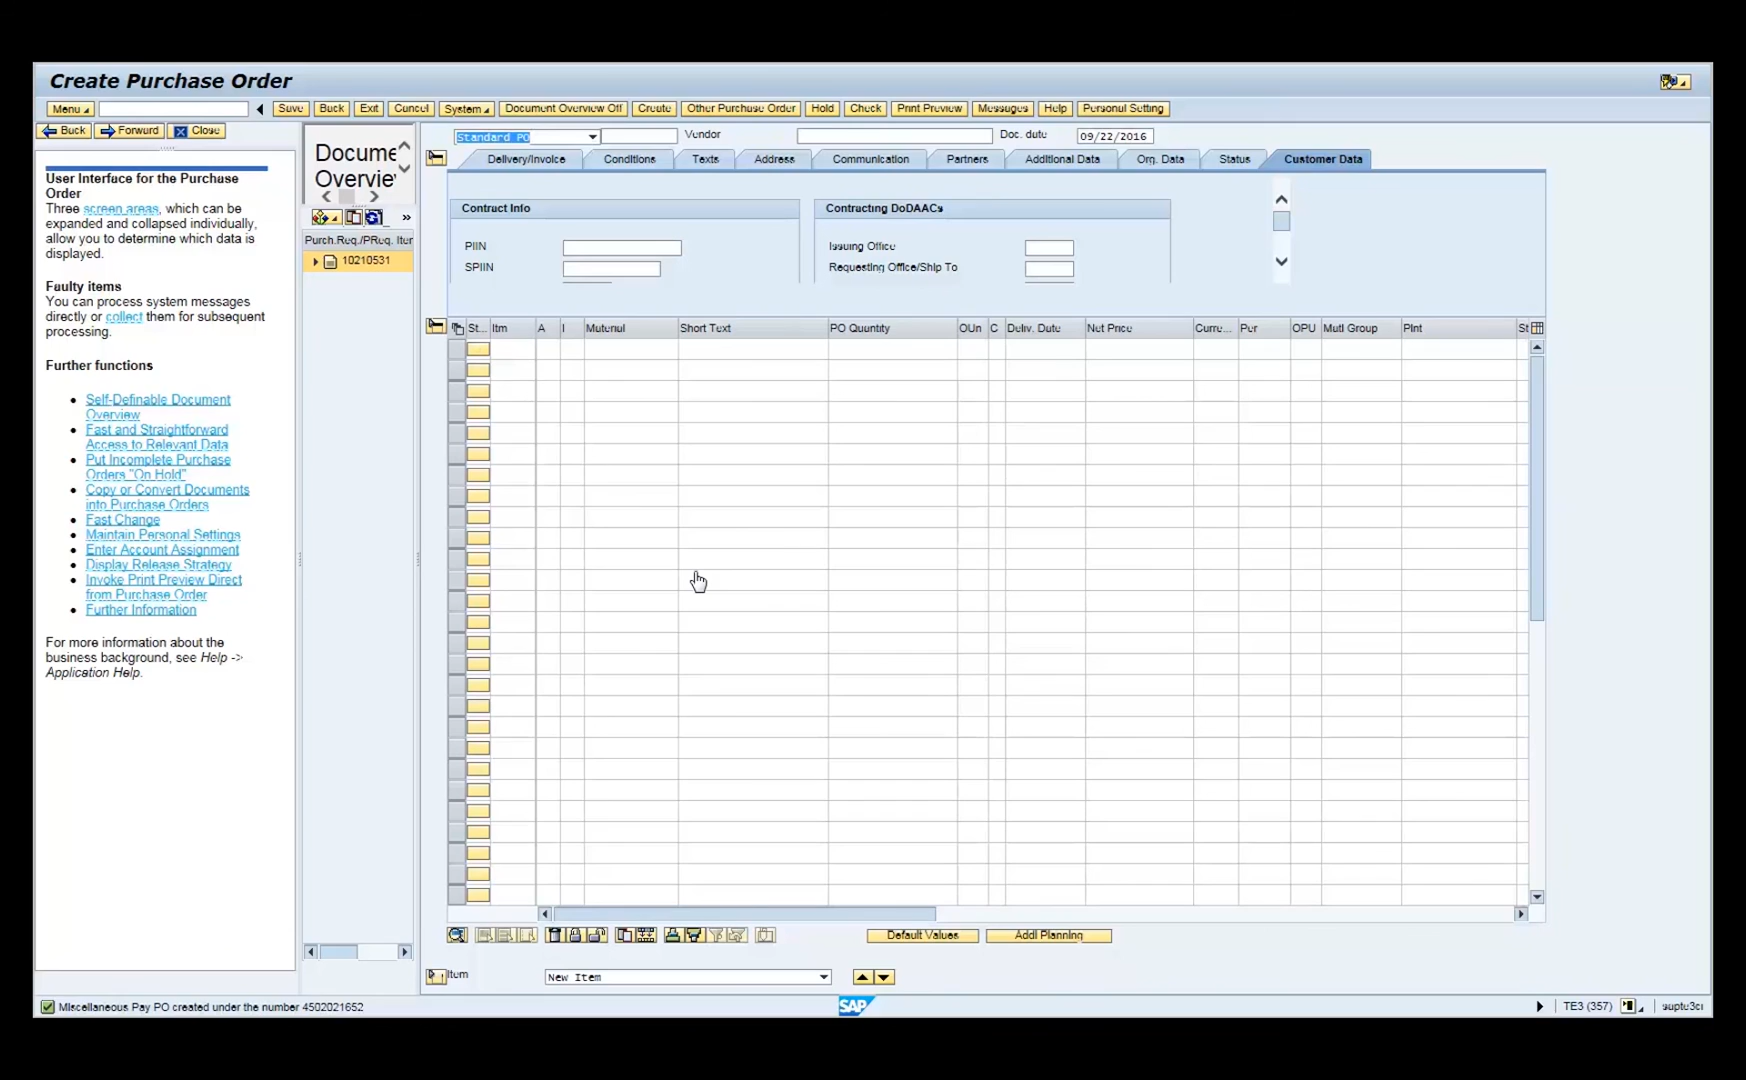 Create Purchase Order
Menu Save Back Exit Cancel System Document Overview Off Create Other Purchase Order Hold Check Print Preview Messages Help Personal Setting
Back Forward Close
User Interface for the Purchase
Order
Three screen areas, which can be
expanded and collapsed individually,
allow you to determine which data is
displayed.
Faulty items
You can process system messages
directly or collect them for subsequent
processing.
Further functions
Self-Definable Document
Overview
Fast and Straightforward
Access to Relevant Data
Put Incomplete Purchase
Orders "On Hold"
Copy or Convert Documents
into Purchase Orders
Fast Change
Maintain Personal Settings
Enter Account Assignment
Display Release Strategy
Invoke Print Preview Direct
from Purchase Order
Further Information
For more information about the
business background, see Help ->
Application Help.
Docume
Overvie
»
Purch.Req./PReq. Iter
10210531
Standard PO Vendor Doc. date 09/22/2016
Delivery/Invoice Conditions Texts Address Communication Partners Additional Data Org. Data Status Customer Data
Contract Info Contracting DoDAACs
PIIN Issuing Office
SPIIN Requesting Office/Ship To
St... Itm A I Material Short Text PO Quantity OUn C Deliv. Date Net Price Curre... Per OPU Matl Group Plnt St
Default Values Addl Planning
Item New Item
Miscellaneous Pay PO created under the number 4502021652 SAP TE3 (357)